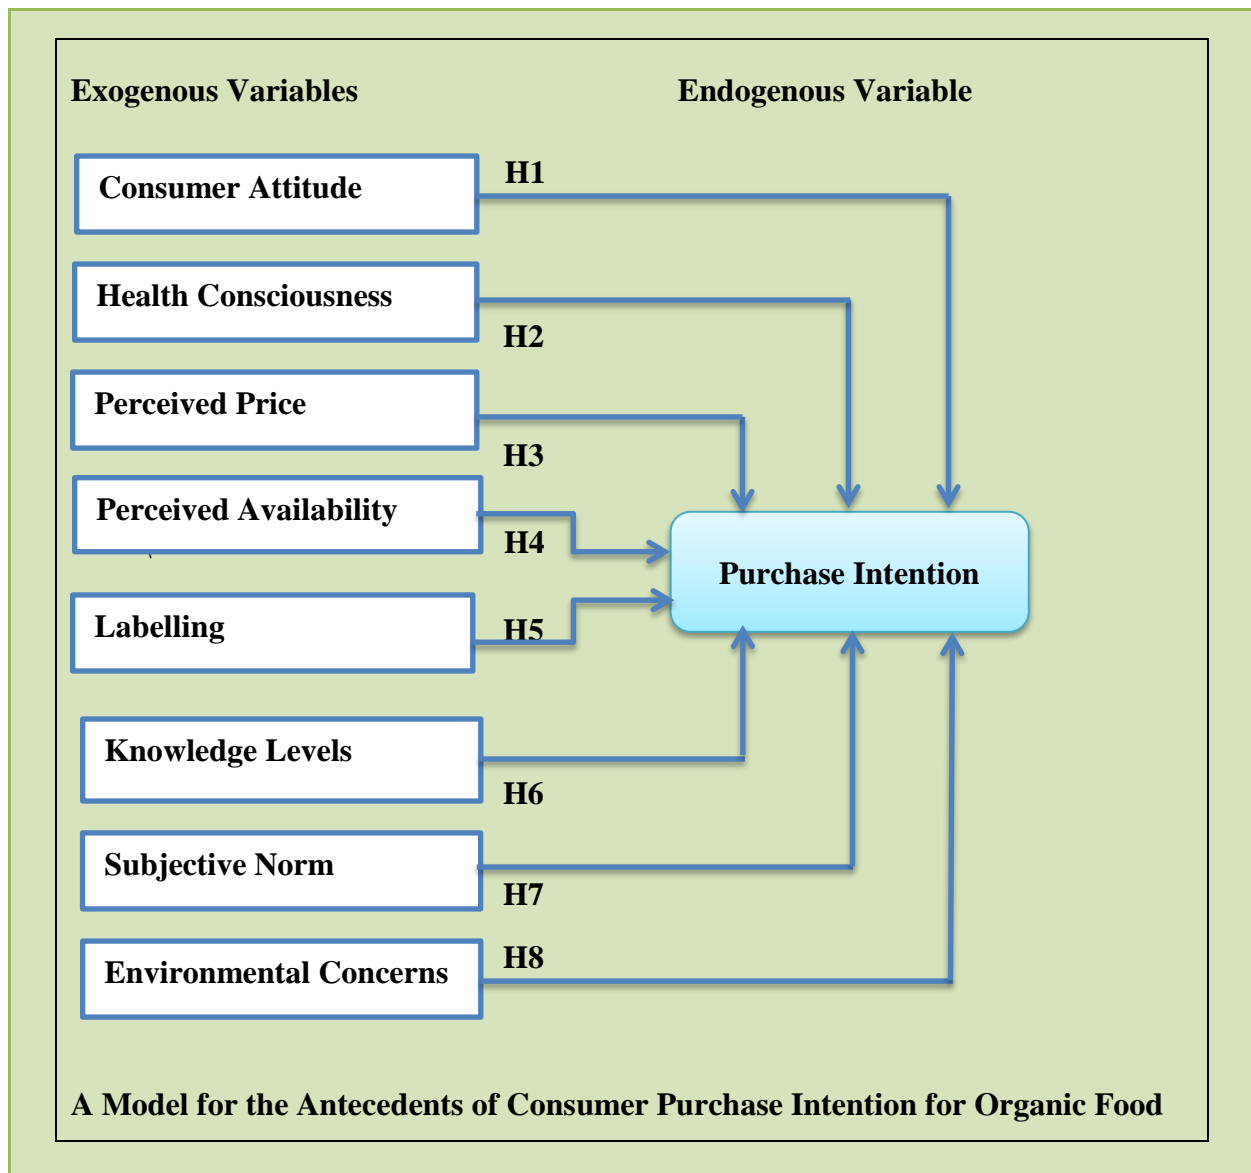 Exogenous Variables
Endogenous Variable
Consumer Attitude
H1
Health Consciousness
H2
Perceived Price
H3
Perceived Availability
H4
Purchase Intention
Labelling
H5
Knowledge Levels
H6
Subjective Norm
H7
Environmental Concerns
H8
A Model for the Antecedents of Consumer Purchase Intention for Organic Food